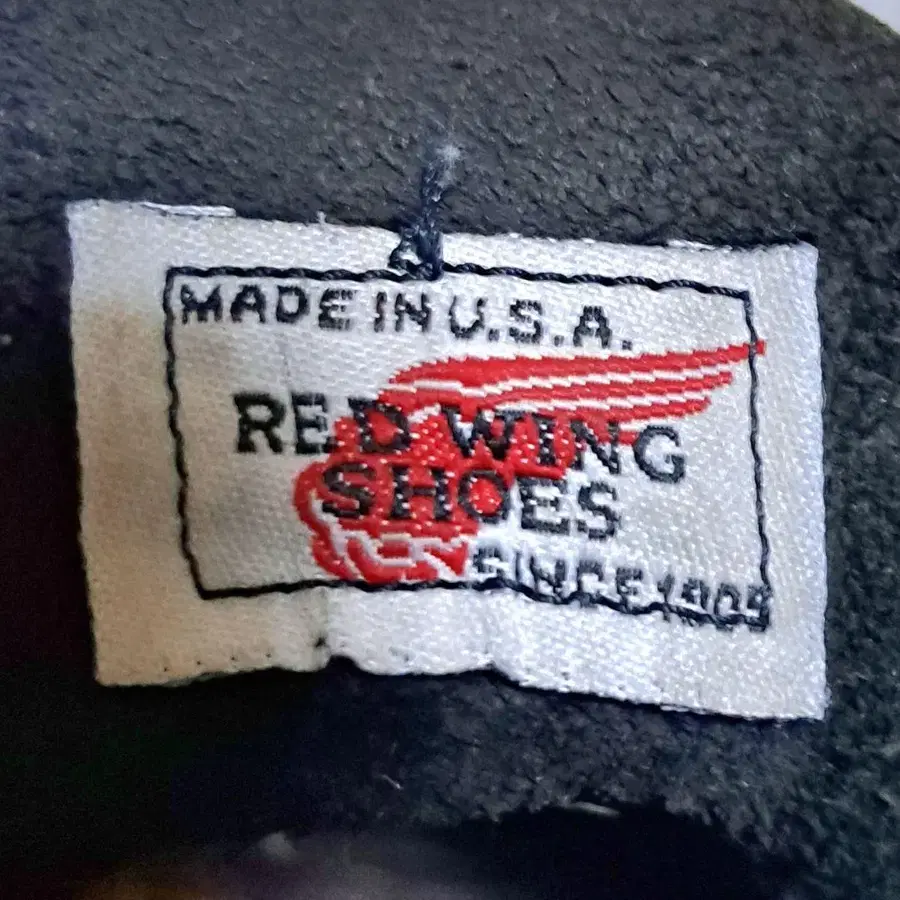 MADE IN U.S.A.
RED WING
SHOES
SINCE 1905